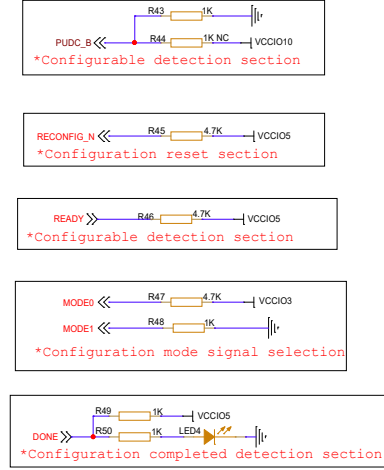 R43 1K
PUDC_B R44 1K NC VCCIO10
*Configurable detection section
RECONFIG_N R45 4.7K VCCIO5
*Configuration reset section
READY R46 4.7K VCCIO5
*Configurable detection section
MODE0 R47 4.7K VCCIO3
MODE1 R48 1K
*Configuration mode signal selection
R49 1K VCCIO5
DONE R50 1K LED4
*Configuration completed detection section